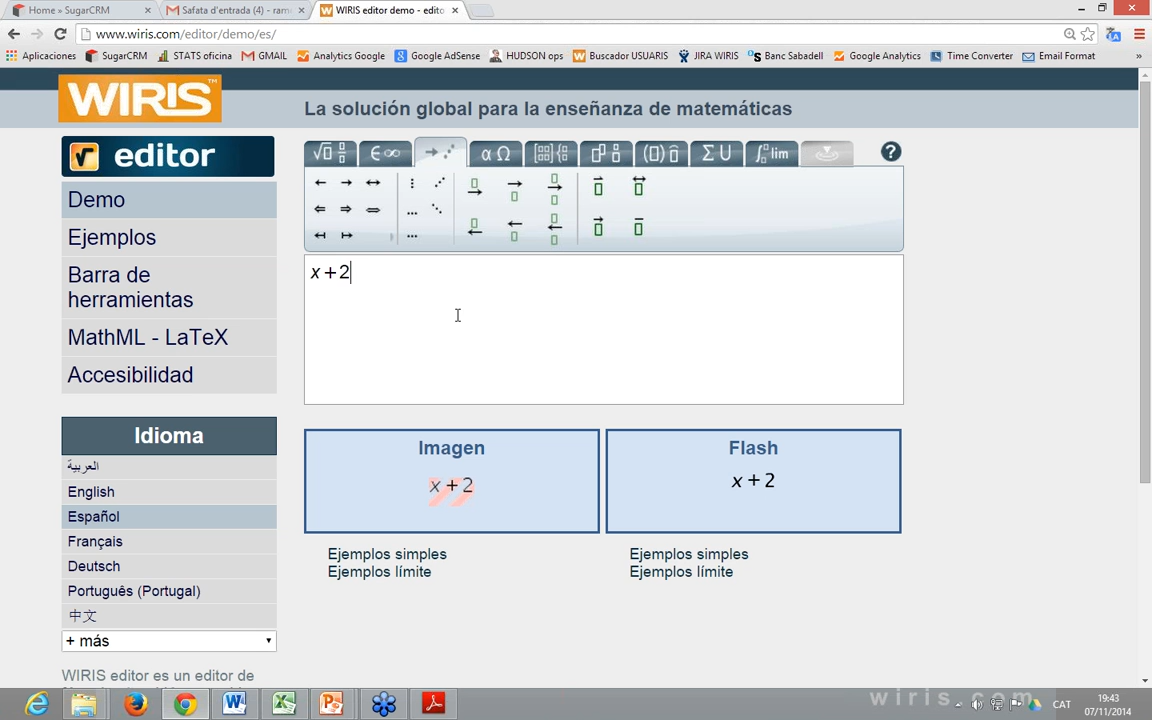 Home » SugarCRM
Safata d'entrada (4) - ram
WIRIS editor demo - edito
www.wiris.com/editor/demo/es/
Aplicaciones
SugarCRM
STATS oficina
GMAIL
Analytics Google
Google AdSense
HUDSON ops
Buscador USUARIS
JIRA WIRIS
Banc Sabadell
Google Analytics
Time Converter
Email Format
»
WIRIS™
La solución global para la enseñanza de matemáticas
editor
Demo
Ejemplos
Barra de
herramientas
MathML - LaTeX
Accesibilidad
∈∞
αΩ
ΣU
lim
?
x+2
Imagen
x+2
Flash
x+2
Ejemplos simples
Ejemplos límite
Ejemplos simples
Ejemplos límite
Idioma
العربية
English
Español
Français
Deutsch
Português (Portugal)
中文
+ más
WIRIS editor es un editor de
wiris.com
CAT
19:43
07/11/2014